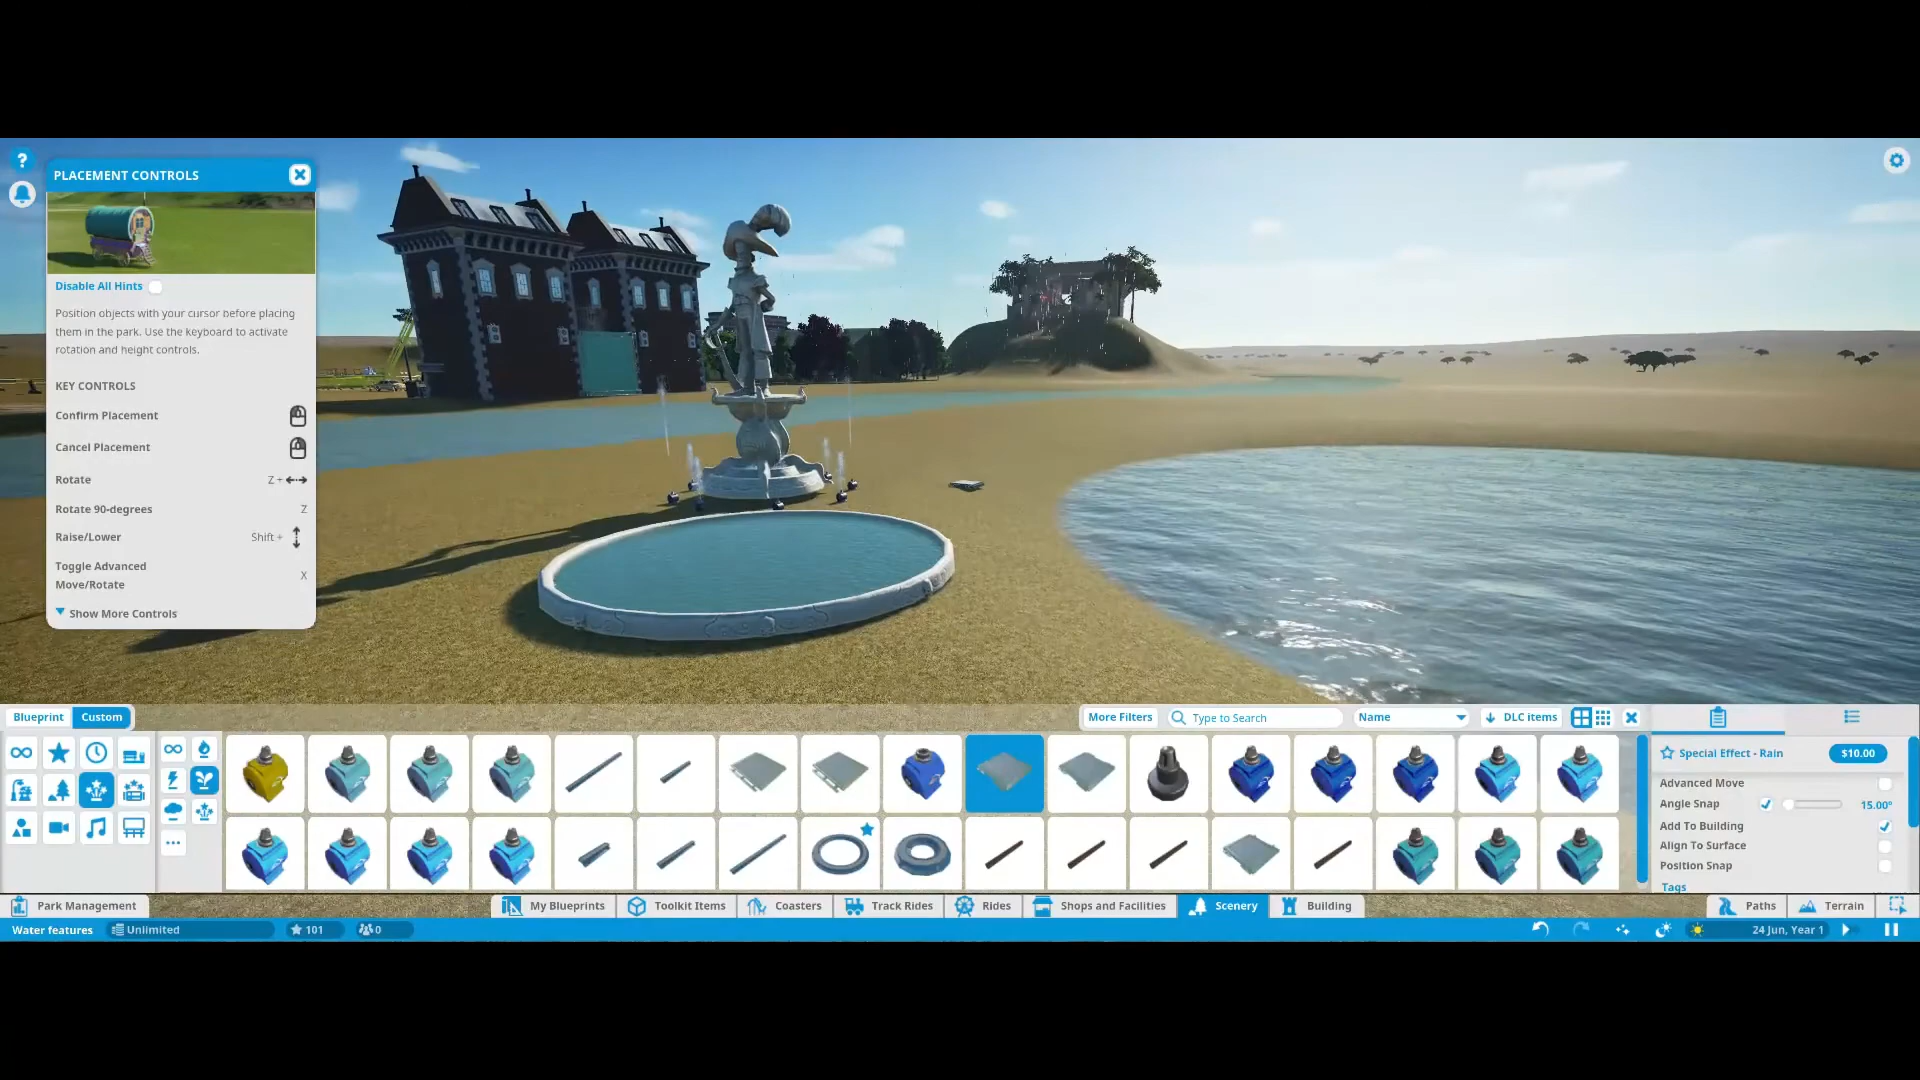 ?
PLACEMENT CONTROLS
Disable All Hints
Position objects with your cursor before placing
them in the park. Use the keyboard to activate
rotation and height controls.
KEY CONTROLS
Confirm Placement
Cancel Placement
Rotate Z +
Rotate 90-degrees Z
Raise/Lower Shift +
Toggle Advanced
Move/Rotate X
Show More Controls
Blueprint Custom
More Filters Type to Search Name DLC items
Special Effect - Rain $10.00
Advanced Move
Angle Snap 15.00°
Add To Building
Align To Surface
Position Snap
Tags
Park Management My Blueprints Toolkit Items Coasters Track Rides Rides Shops and Facilities Scenery Building Paths Terrain
Water features Unlimited 101 0 24 Jun, Year 1